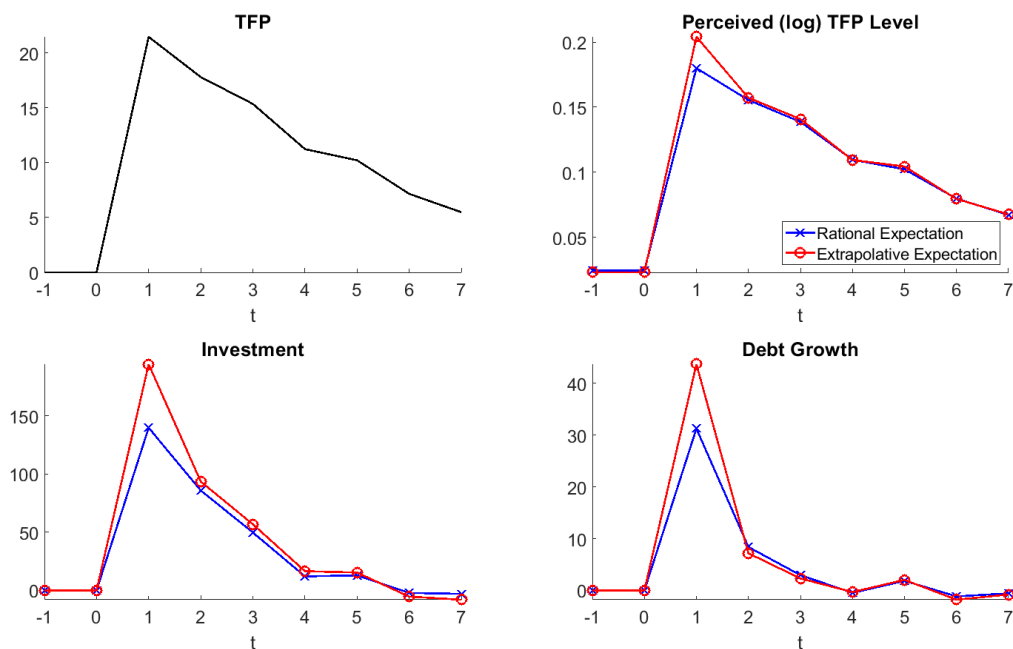 TFP
20
15
10
5
0
-1 0 1 2 3 4 5 6 7
t
Perceived (log) TFP Level
0.2
0.15
0.1
0.05
Rational Expectation
Extrapolative Expectation
-1 0 1 2 3 4 5 6 7
t
Investment
150
100
50
0
-1 0 1 2 3 4 5 6 7
t
Debt Growth
40
30
20
10
0
-1 0 1 2 3 4 5 6 7
t